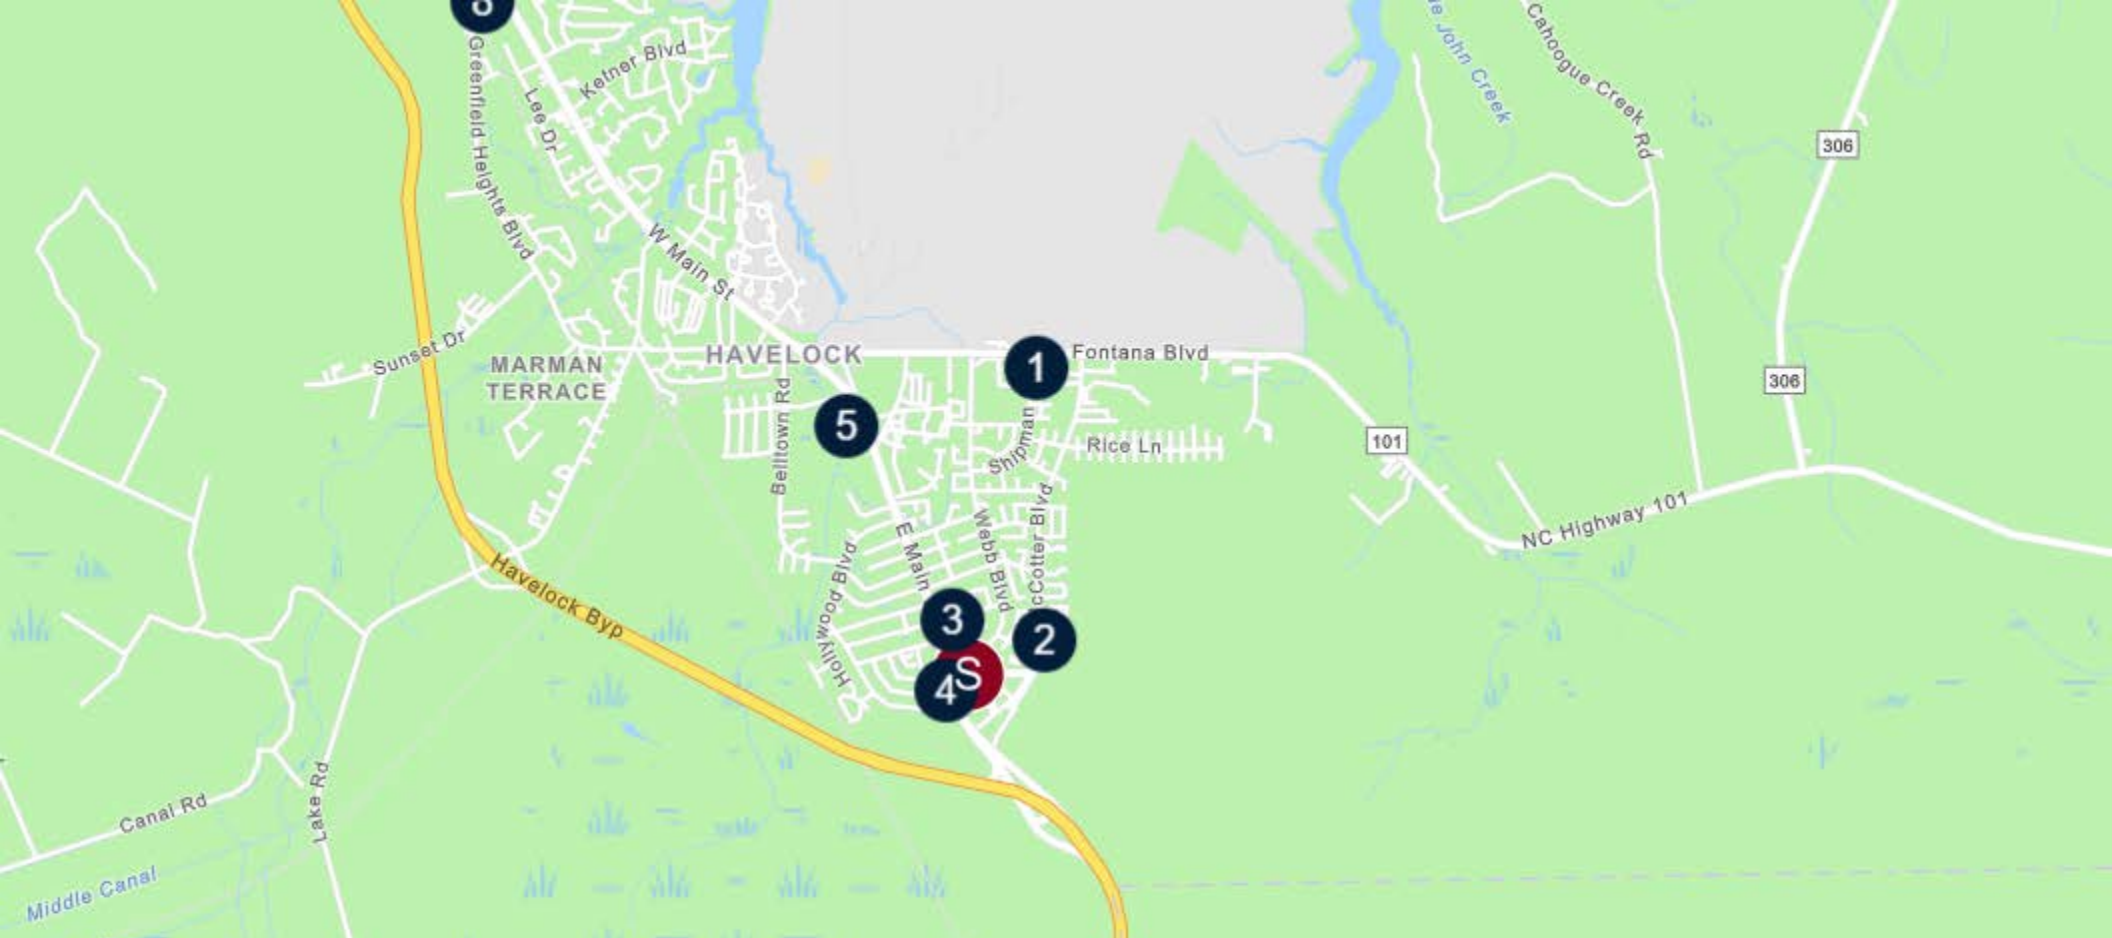 Greenfield Heights Blvd
Ketner Blvd
Lee Dr
John Creek
Cahoogue Creek Rd
306
W Main St
Sunset Dr
MARMAN
TERRACE
HAVELOCK
1
Fontana Blvd
306
Belltown Rd
5
Shipman
Rice Ln
101
NC Highway 101
E Main
Webb Blvd
cCotter Blvd
Hollywood Blvd
Havelock Byp
3
2
S
4
Canal Rd
Lake Rd
Middle Canal